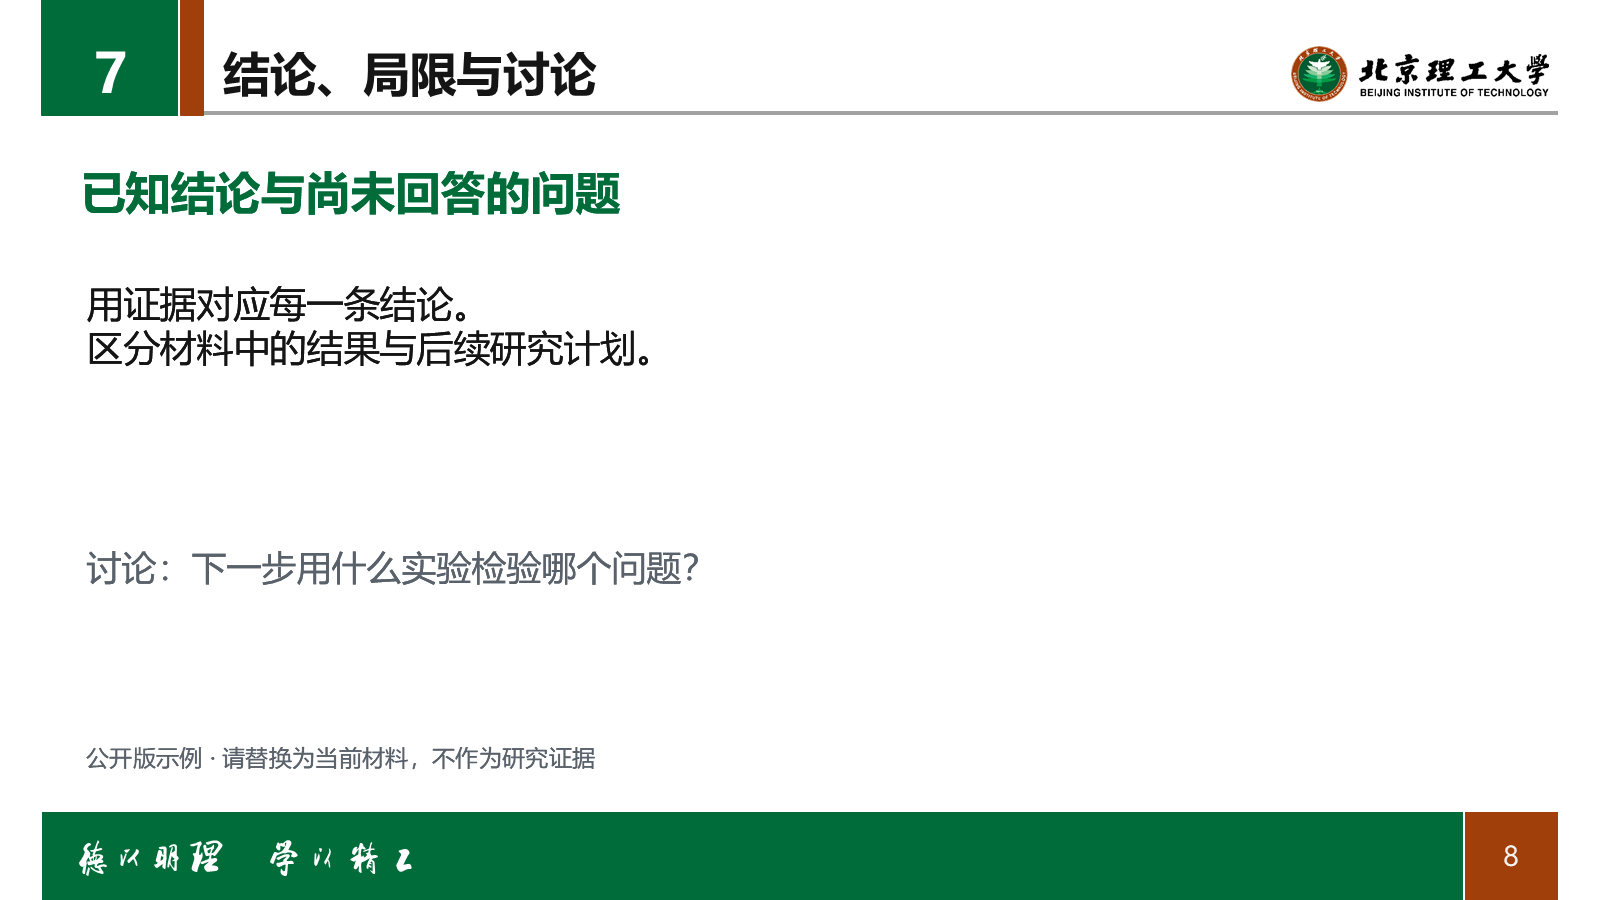 7
结论、局限与讨论
北京理工大學
BEIJING INSTITUTE OF TECHNOLOGY
已知结论与尚未回答的问题
用证据对应每一条结论。
区分材料中的结果与后续研究计划。
讨论：下一步用什么实验检验哪个问题？
公开版示例 · 请替换为当前材料，不作为研究证据
德以明理 学以精工
8